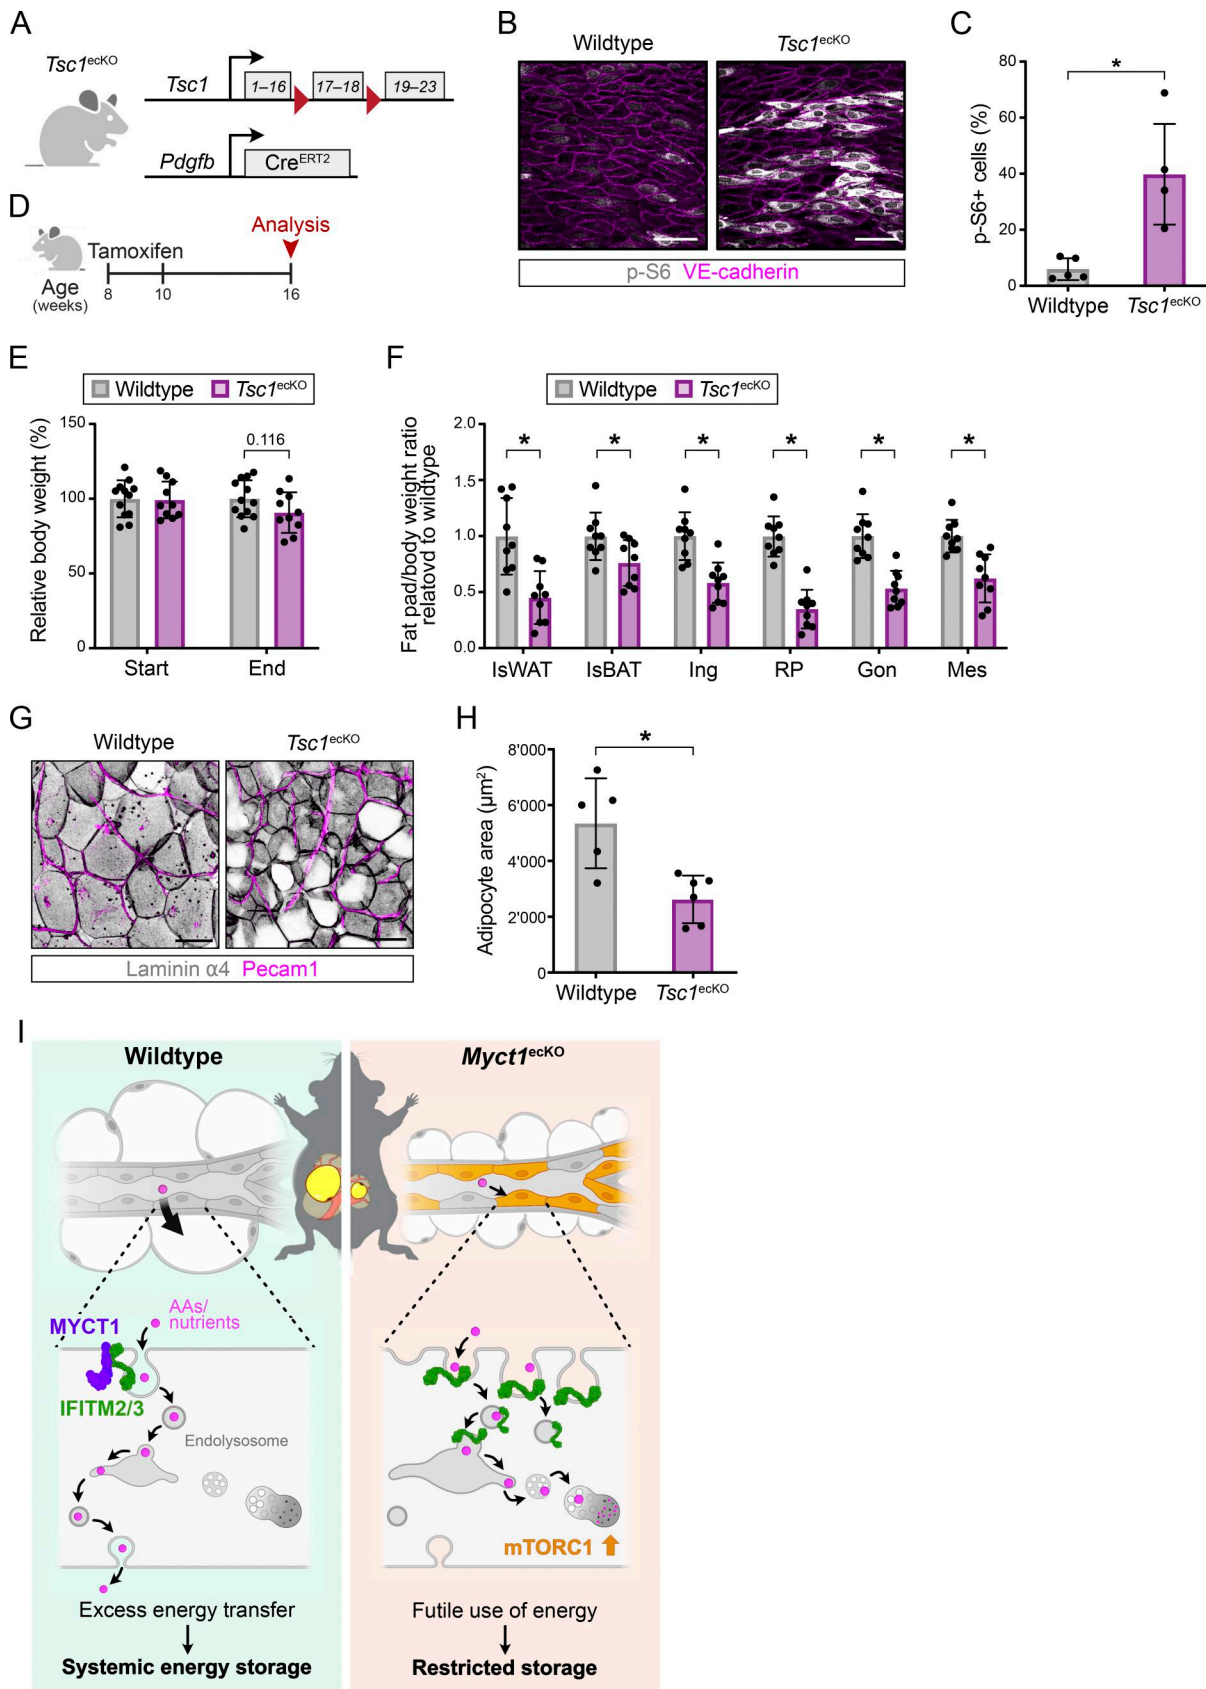 A
Tsc1ecKO
Tsc1
1–16
17–18
19–23
Pdgfb
CreERT2
B
Wildtype
Tsc1ecKO
p-S6 VE-cadherin
C
p-S6+ cells (%)
80
60
40
20
0
*
Wildtype
Tsc1ecKO
D
Tamoxifen
Analysis
Age
(weeks)
8
10
16
E
Wildtype
Tsc1ecKO
Relative body weight (%)
150
100
50
0
0.116
Start
End
F
Wildtype
Tsc1ecKO
Fat pad/body weight ratio
relatovd to wildtype
2.0
1.5
1.0
0.5
0.0
* * * * * *
IsWAT
IsBAT
Ing
RP
Gon
Mes
G
Wildtype
Tsc1ecKO
Laminin α4 Pecam1
H
Adipocyte area (µm²)
8'000
6'000
4'000
2'000
0
*
Wildtype
Tsc1ecKO
I
Wildtype
Myct1ecKO
AAs/
nutrients
MYCT1
IFITM2/3
Endolysosome
mTORC1
Excess energy transfer
Systemic energy storage
Futile use of energy
Restricted storage